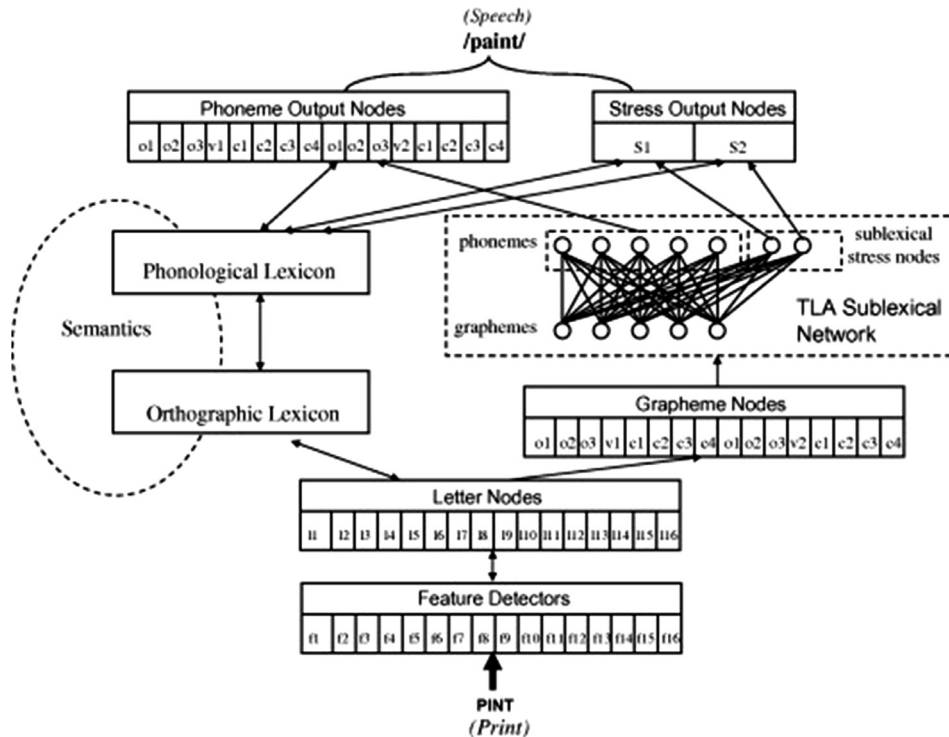 (Speech)
/paint/
Phoneme Output Nodes
o1 o2 o3 v1 c1 c2 c3 c4 o1 o2 o3 v2 c1 c2 c3 c4
Stress Output Nodes
S1 S2
phonemes
sublexical
stress nodes
Phonological Lexicon
Semantics
graphemes
TLA Sublexical
Network
Orthographic Lexicon
Grapheme Nodes
o1 o2 o3 v1 c1 c2 c3 c4 o1 o2 o3 v2 c1 c2 c3 c4
Letter Nodes
l1 l2 l3 l4 l5 l6 l7 l8 l9 l10 l11 l12 l13 l14 l15 l16
Feature Detectors
f1 f2 f3 f4 f5 f6 f7 f8 f9 f10 f11 f12 f13 f14 f15 f16
PINT
(Print)